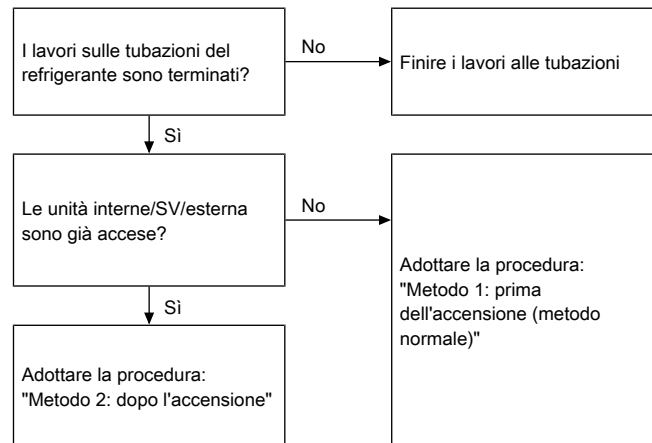 I lavori sulle tubazioni del
refrigerante sono terminati?
No
Finire i lavori alle tubazioni
Sì
Le unità interne/SV/esterna
sono già accese?
No
Adottare la procedura:
"Metodo 1: prima
dell'accensione (metodo
normale)"
Sì
Adottare la procedura:
"Metodo 2: dopo l'accensione"